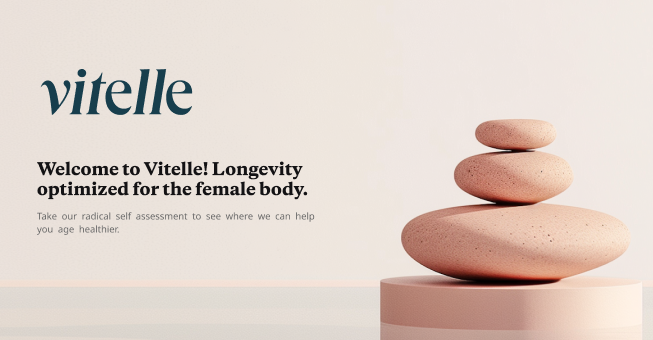 vitelle
Welcome to Vitelle! Longevity
optimized for the female body.
Take our radical self assessment to see where we can help
you age healthier.